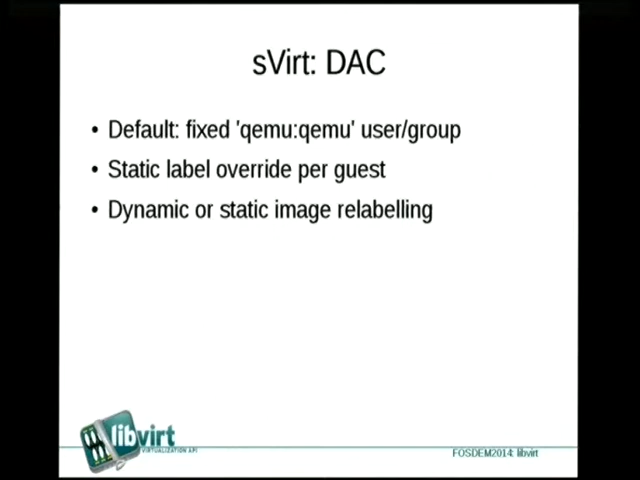 sVirt: DAC
• Default: fixed 'qemu:qemu' user/group
• Static label override per guest
• Dynamic or static image relabelling
libvirt
VIRTUALIZATION API
FOSDEM2014: libvirt